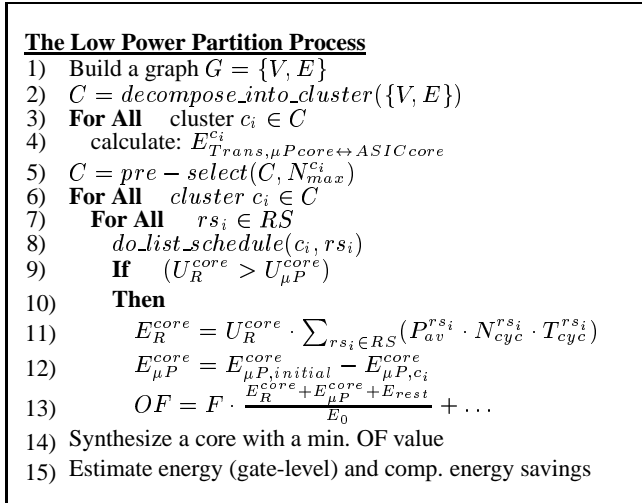 The Low Power Partition Process
1) Build a graph G = {V, E}
2) C = decompose_into_cluster({V, E})
3) For All cluster c_i ∈ C
4) calculate: E^{c_i}_{Trans,μPcore↔ASICcore}
5) C = pre − select(C, N^{c_i}_{max})
6) For All cluster c_i ∈ C
7) For All rs_i ∈ RS
8) do_list_schedule(c_i, rs_i)
9) If (U^{core}_R > U^{core}_{μP})
10) Then
11) E^{core}_R = U^{core}_R · ∑_{rs_i∈RS}(P^{rs_i}_{av} · N^{rs_i}_{cyc} · T^{rs_i}_{cyc})
12) E^{core}_{μP} = E^{core}_{μP,initial} − E^{core}_{μP,c_i}
13) OF = F · \frac{E^{core}_R+E^{core}_{μP}+E_{rest}}{E_0} + …
14) Synthesize a core with a min. OF value
15) Estimate energy (gate-level) and comp. energy savings